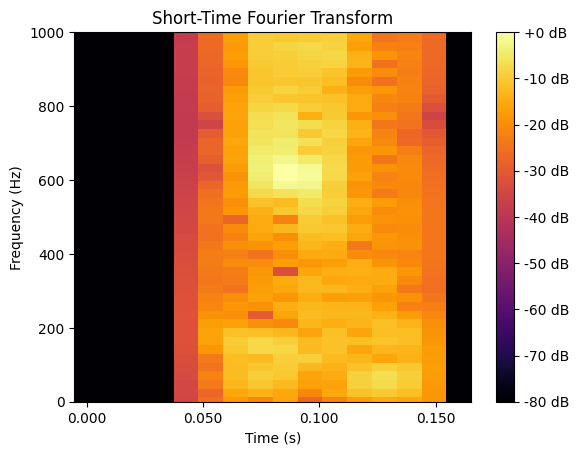 Short-Time Fourier Transform
Frequency (Hz)
1000
800
600
400
200
0
0.000
0.050
0.100
0.150
Time (s)
+0 dB
-10 dB
-20 dB
-30 dB
-40 dB
-50 dB
-60 dB
-70 dB
-80 dB